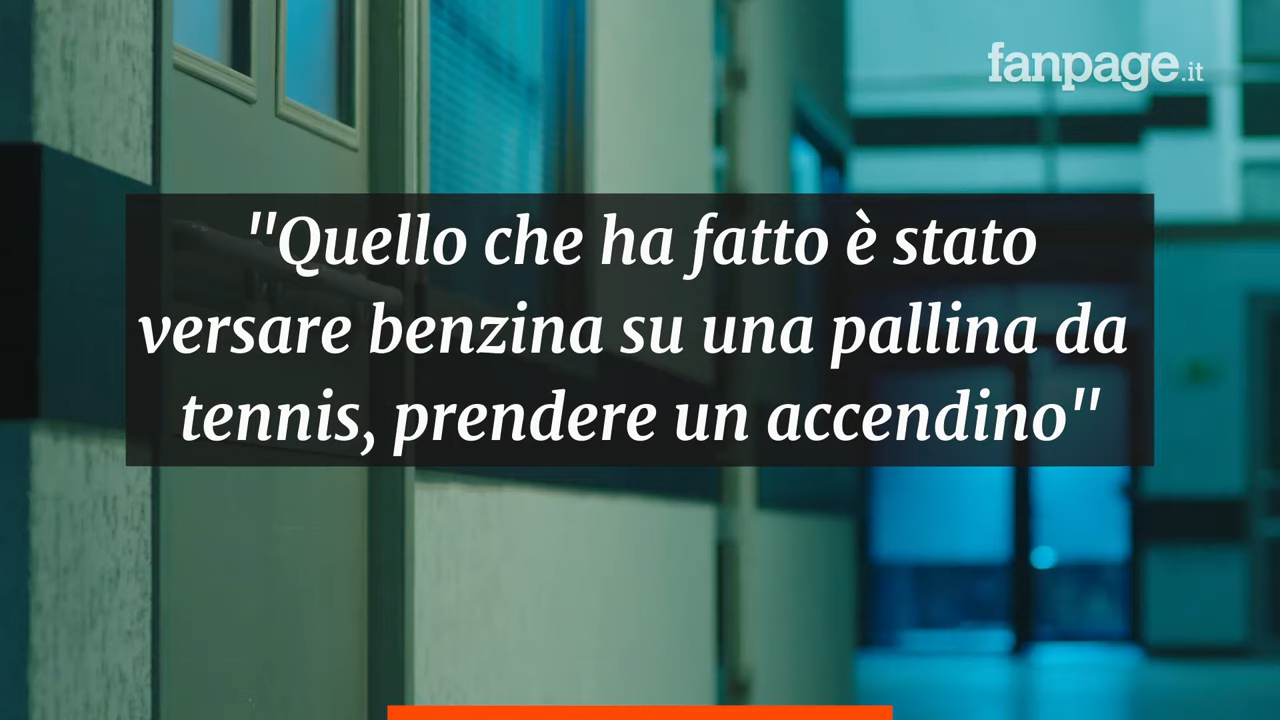 fanpage.it
"Quello che ha fatto è stato
versare benzina su una pallina da
tennis, prendere un accendino"